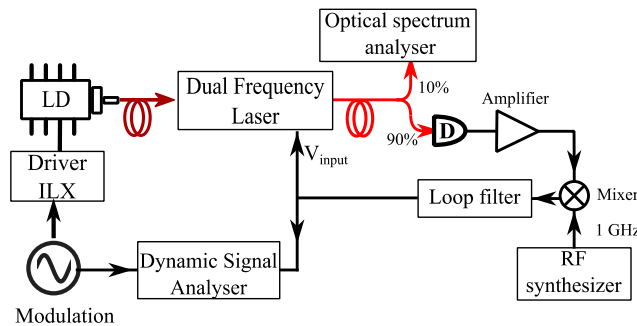 Optical spectrum
analyser
LD
Dual Frequency
Laser
10%
Amplifier
90%
D
Driver
ILX
Vinput
Loop filter
Mixer
1 GHz
Dynamic Signal
Analyser
RF
synthesizer
Modulation